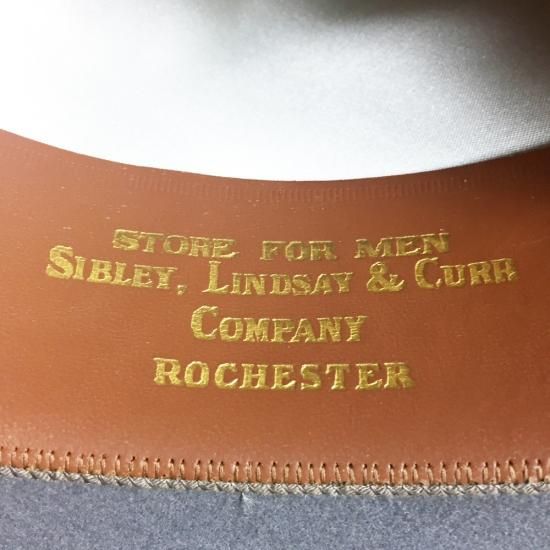 STORE FOR MEN
SIBLEY, LINDSAY & CURR
COMPANY
ROCHESTER